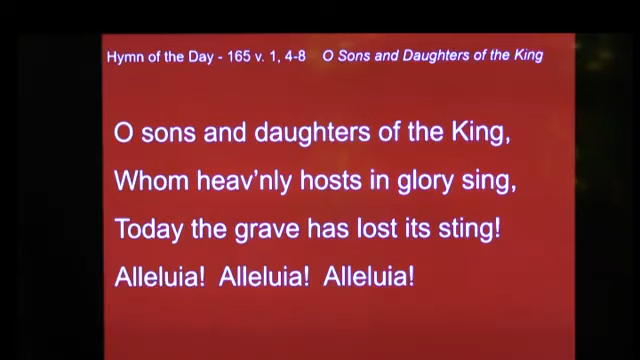 Hymn of the Day - 165 v. 1, 4-8 O Sons and Daughters of the King
O sons and daughters of the King,
Whom heav'nly hosts in glory sing,
Today the grave has lost its sting!
Alleluia! Alleluia! Alleluia!